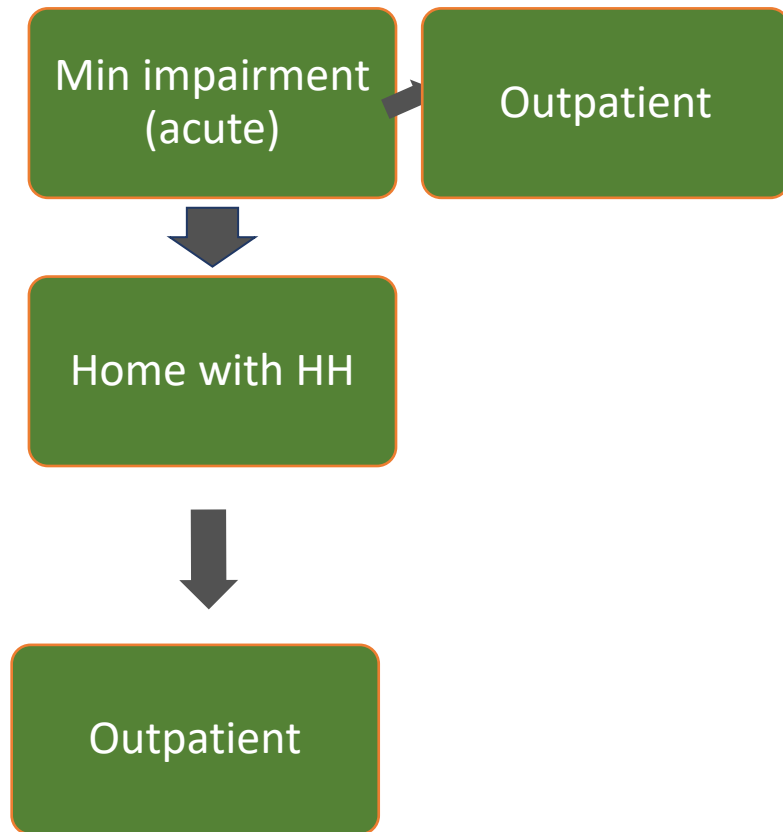 Min impairment
(acute)
Outpatient
Home with HH
Outpatient